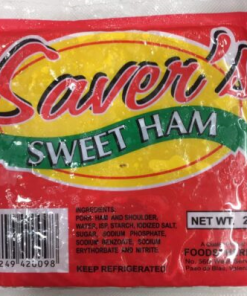 Saver's
SWEET HAM
INGREDIENTS:
PORK HAM AND SHOULDER,
WATER, ISP, STARCH, IODIZED SALT,
SUGAR, SODIUM PHOSPHATE,
SODIUM BENZOATE, SODIUM
ERYTHORBATE AND NITRITE
KEEP REFRIGERATED
NET WT. 2